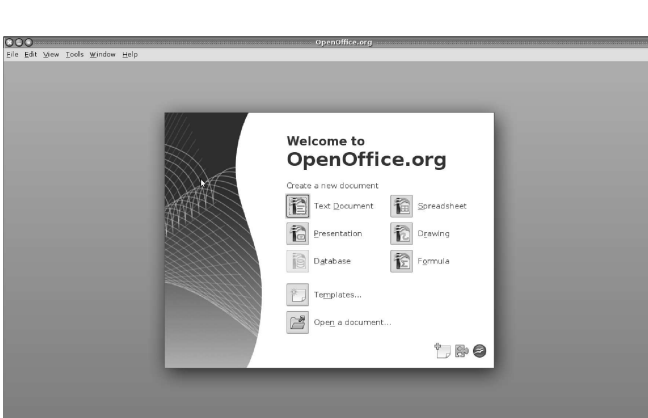 OpenOffice.org
File Edit View Tools Window Help
Welcome to
OpenOffice.org
Create a new document
Text Document Spreadsheet
Presentation Drawing
Database Formula
Templates...
Open a document...